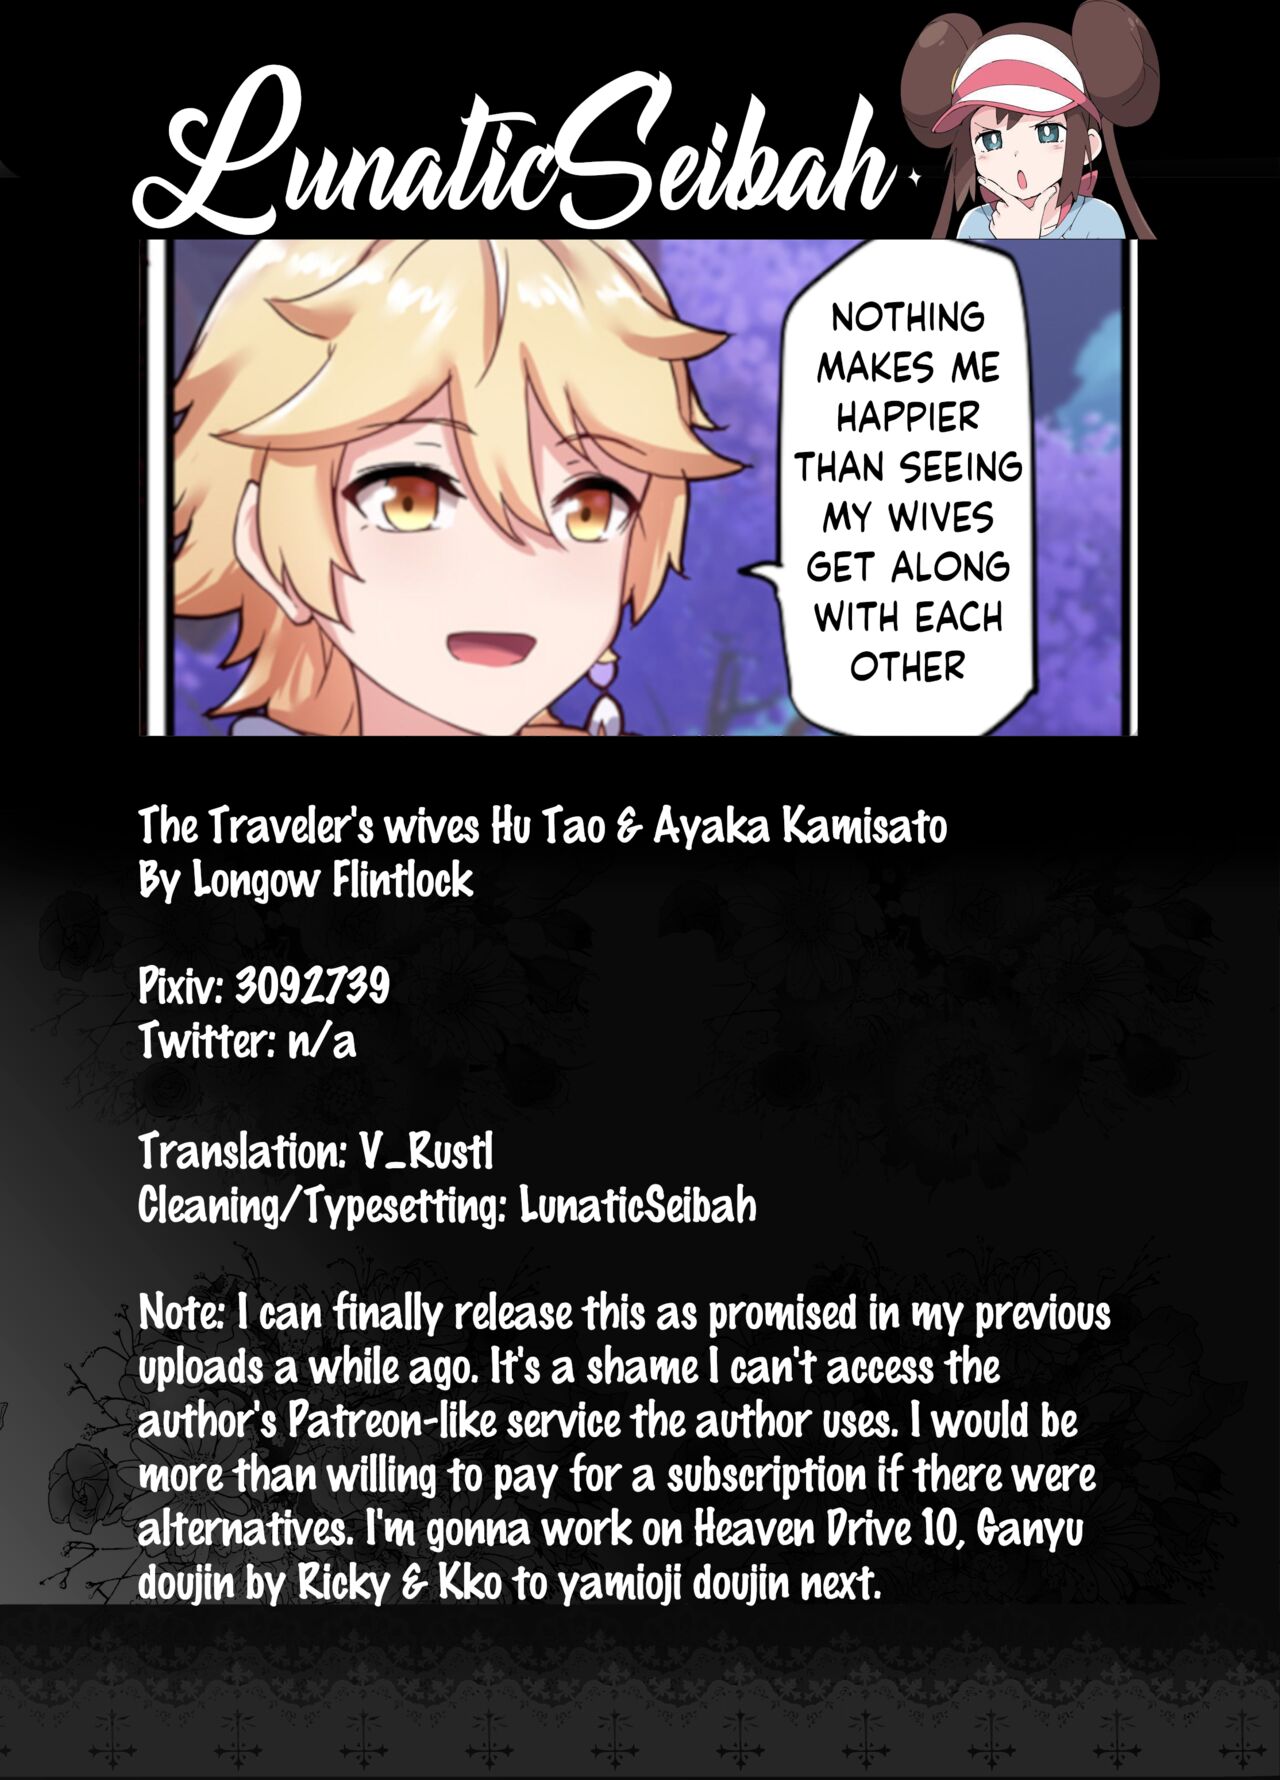 LunaticSeibah
NOTHING
MAKES ME
HAPPIER
THAN SEEING
MY WIVES
GET ALONG
WITH EACH
OTHER
The Traveler's wives Hu Tao & Ayaka Kamisato
By Longow Flintlock
Pixiv: 3092739
Twitter: n/a
Translation: V_Rustl
Cleaning/Typesetting: LunaticSeibah
Note: I can finally release this as promised in my previous
uploads a while ago. It's a shame I can't access the
author's Patreon-like service the author uses. I would be
more than willing to pay for a subscription if there were
alternatives. I'm gonna work on Heaven Drive 10, Ganyu
doujin by Ricky & Kko to yamioji doujin next.